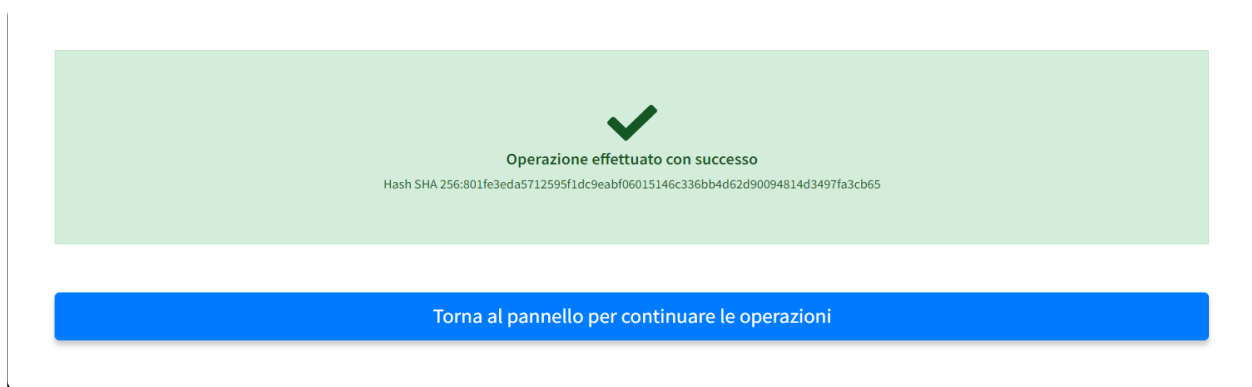 Operazione effettuato con successo
Hash SHA 256:801fe3eda5712595f1dc9eabf06015146c336bb4d62d90094814d3497fa3cb65
Torna al pannello per continuare le operazioni